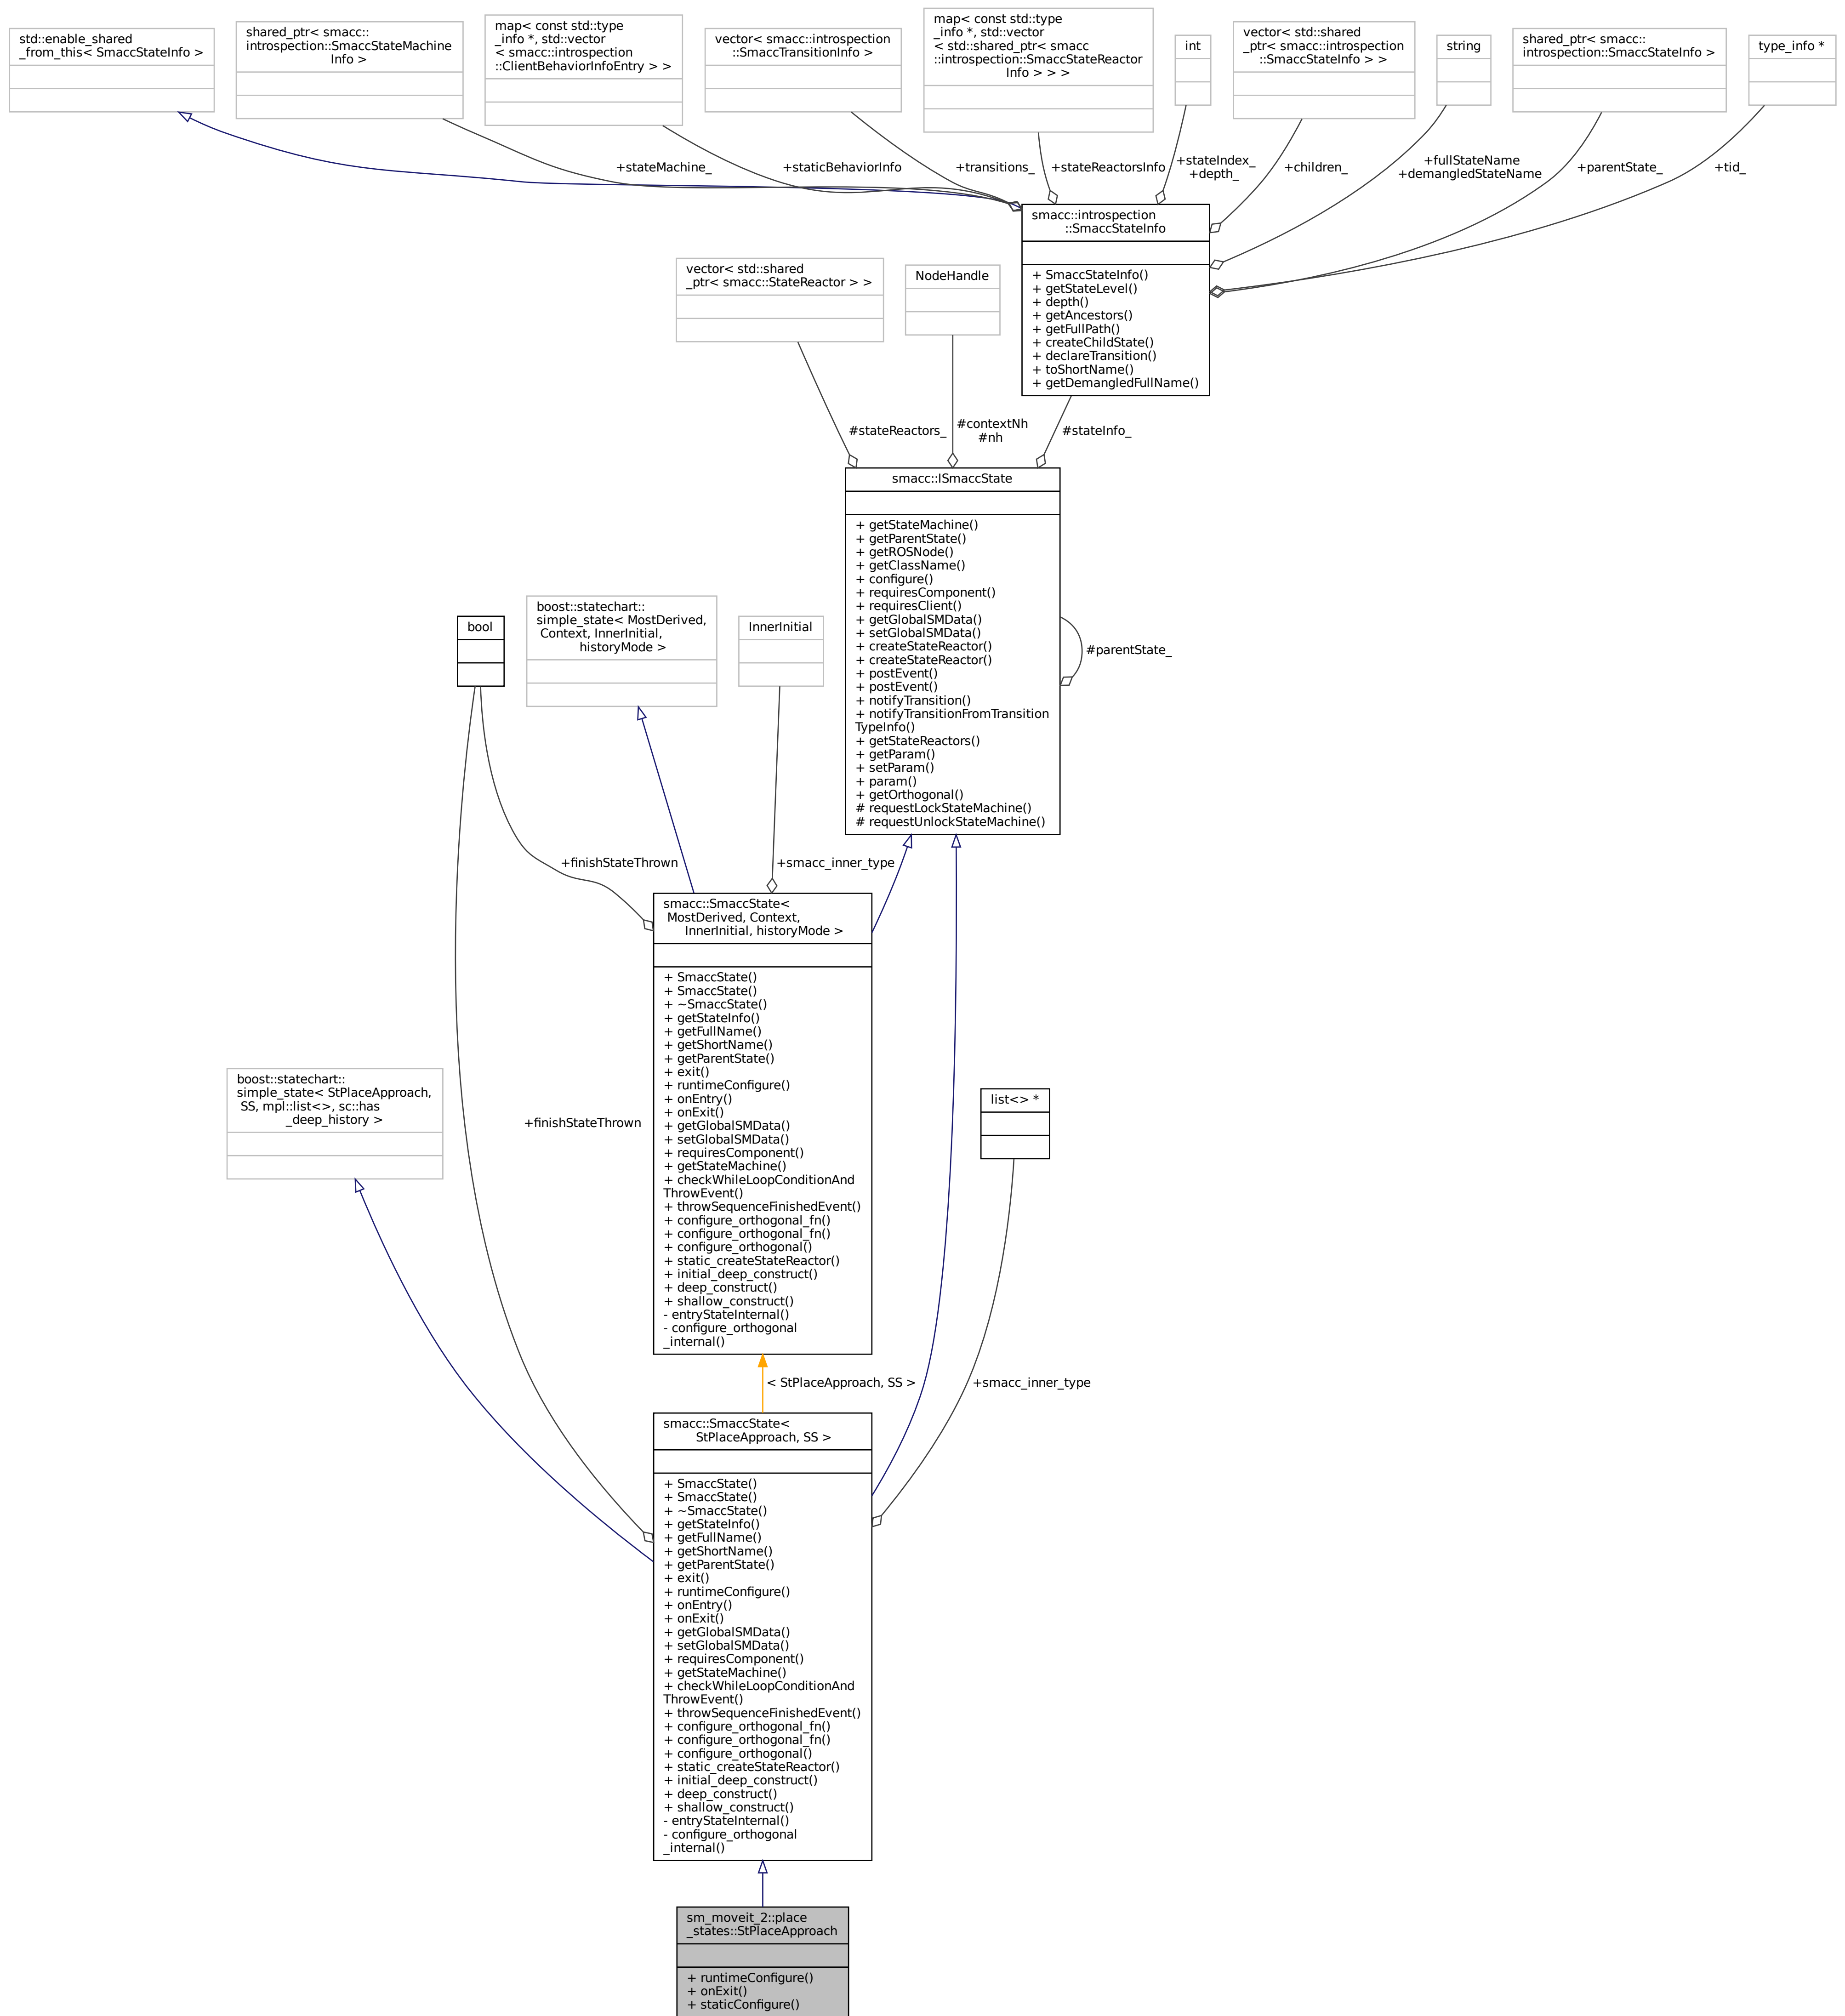 std::enable_shared
_from_this< SmaccStateInfo >
shared_ptr< smacc::
introspection::SmaccStateMachine
Info >
map< const std::type
_info *, std::vector
< smacc::introspection
::ClientBehaviorInfoEntry > >
vector< smacc::introspection
::SmaccTransitionInfo >
map< const std::type
_info *, std::vector
< std::shared_ptr< smacc
::introspection::SmaccStateReactor
Info > > >
int
vector< std::shared
_ptr< smacc::introspection
::SmaccStateInfo > >
string
shared_ptr< smacc::
introspection::SmaccStateInfo >
type_info *
+stateMachine_
+staticBehaviorInfo
+transitions_
+stateReactorsInfo
+stateIndex_
+depth_
+children_
+fullStateName
+demangledStateName
+parentState_
+tid_
smacc::introspection
::SmaccStateInfo
+ SmaccStateInfo()
+ getStateLevel()
+ depth()
+ getAncestors()
+ getFullPath()
+ createChildState()
+ declareTransition()
+ toShortName()
+ getDemangledFullName()
vector< std::shared
_ptr< smacc::StateReactor > >
NodeHandle
#stateReactors_
#contextNh
#nh
#stateInfo_
smacc::ISmaccState
+ getStateMachine()
+ getParentState()
+ getROSNode()
+ getClassName()
+ configure()
+ requiresComponent()
+ requiresClient()
+ getGlobalSMData()
+ setGlobalSMData()
+ createStateReactor()
+ createStateReactor()
+ postEvent()
+ postEvent()
+ notifyTransition()
+ notifyTransitionFromTransition
TypeInfo()
+ getStateReactors()
+ getParam()
+ setParam()
+ param()
+ getOrthogonal()
# requestLockStateMachine()
# requestUnlockStateMachine()
#parentState_
bool
boost::statechart::
simple_state< MostDerived,
Context, InnerInitial,
historyMode >
InnerInitial
+finishStateThrown
+smacc_inner_type
smacc::SmaccState<
MostDerived, Context,
InnerInitial, historyMode >
+ SmaccState()
+ SmaccState()
+ ~SmaccState()
+ getStateInfo()
+ getFullName()
+ getShortName()
+ getParentState()
+ exit()
+ runtimeConfigure()
+ onEntry()
+ onExit()
+ getGlobalSMData()
+ setGlobalSMData()
+ requiresComponent()
+ getStateMachine()
+ checkWhileLoopConditionAnd
ThrowEvent()
+ throwSequenceFinishedEvent()
+ configure_orthogonal_fn()
+ configure_orthogonal_fn()
+ configure_orthogonal()
+ static_createStateReactor()
+ initial_deep_construct()
+ deep_construct()
+ shallow_construct()
- entryStateInternal()
- configure_orthogonal
_internal()
boost::statechart::
simple_state< StPlaceApproach,
SS, mpl::list<>, sc::has
_deep_history >
+finishStateThrown
list<> *
< StPlaceApproach, SS >
+smacc_inner_type
smacc::SmaccState<
StPlaceApproach, SS >
+ SmaccState()
+ SmaccState()
+ ~SmaccState()
+ getStateInfo()
+ getFullName()
+ getShortName()
+ getParentState()
+ exit()
+ runtimeConfigure()
+ onEntry()
+ onExit()
+ getGlobalSMData()
+ setGlobalSMData()
+ requiresComponent()
+ getStateMachine()
+ checkWhileLoopConditionAnd
ThrowEvent()
+ throwSequenceFinishedEvent()
+ configure_orthogonal_fn()
+ configure_orthogonal_fn()
+ configure_orthogonal()
+ static_createStateReactor()
+ initial_deep_construct()
+ deep_construct()
+ shallow_construct()
- entryStateInternal()
- configure_orthogonal
_internal()
sm_moveit_2::place
_states::StPlaceApproach
+ runtimeConfigure()
+ onExit()
+ staticConfigure()